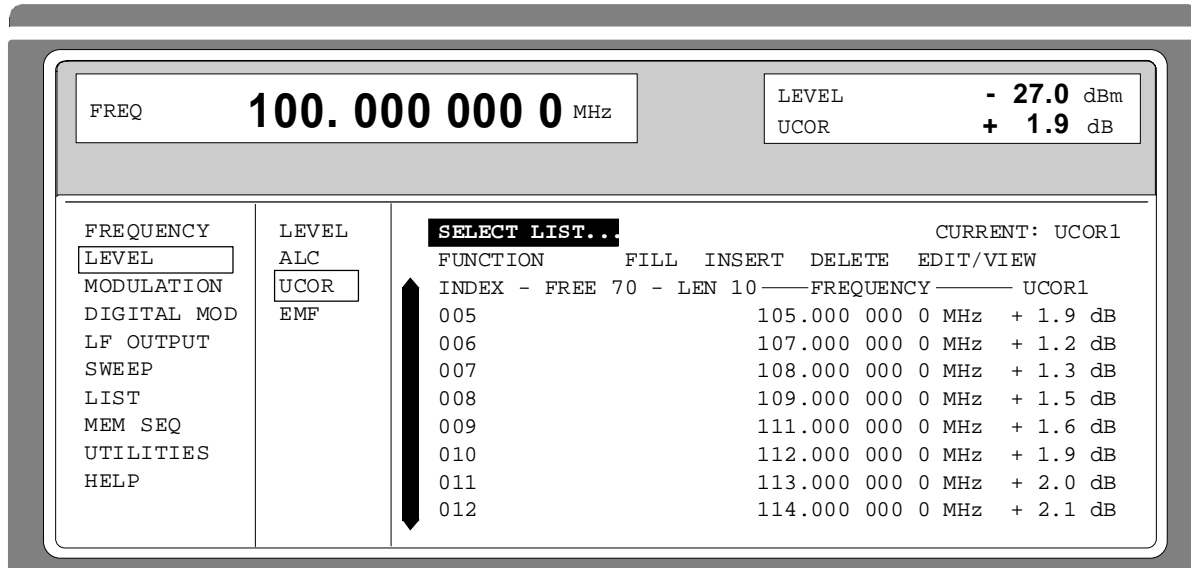 FREQ 100. 000 000 0 MHz
LEVEL - 27.0 dBm
UCOR + 1.9 dB
FREQUENCY
LEVEL
MODULATION
DIGITAL MOD
LF OUTPUT
SWEEP
LIST
MEM SEQ
UTILITIES
HELP
LEVEL
ALC
UCOR
EMF
SELECT LIST... CURRENT: UCOR1
FUNCTION FILL INSERT DELETE EDIT/VIEW
INDEX - FREE 70 - LEN 10 ——FREQUENCY—— UCOR1
005 105.000 000 0 MHz + 1.9 dB
006 107.000 000 0 MHz + 1.2 dB
007 108.000 000 0 MHz + 1.3 dB
008 109.000 000 0 MHz + 1.5 dB
009 111.000 000 0 MHz + 1.6 dB
010 112.000 000 0 MHz + 1.9 dB
011 113.000 000 0 MHz + 2.0 dB
012 114.000 000 0 MHz + 2.1 dB